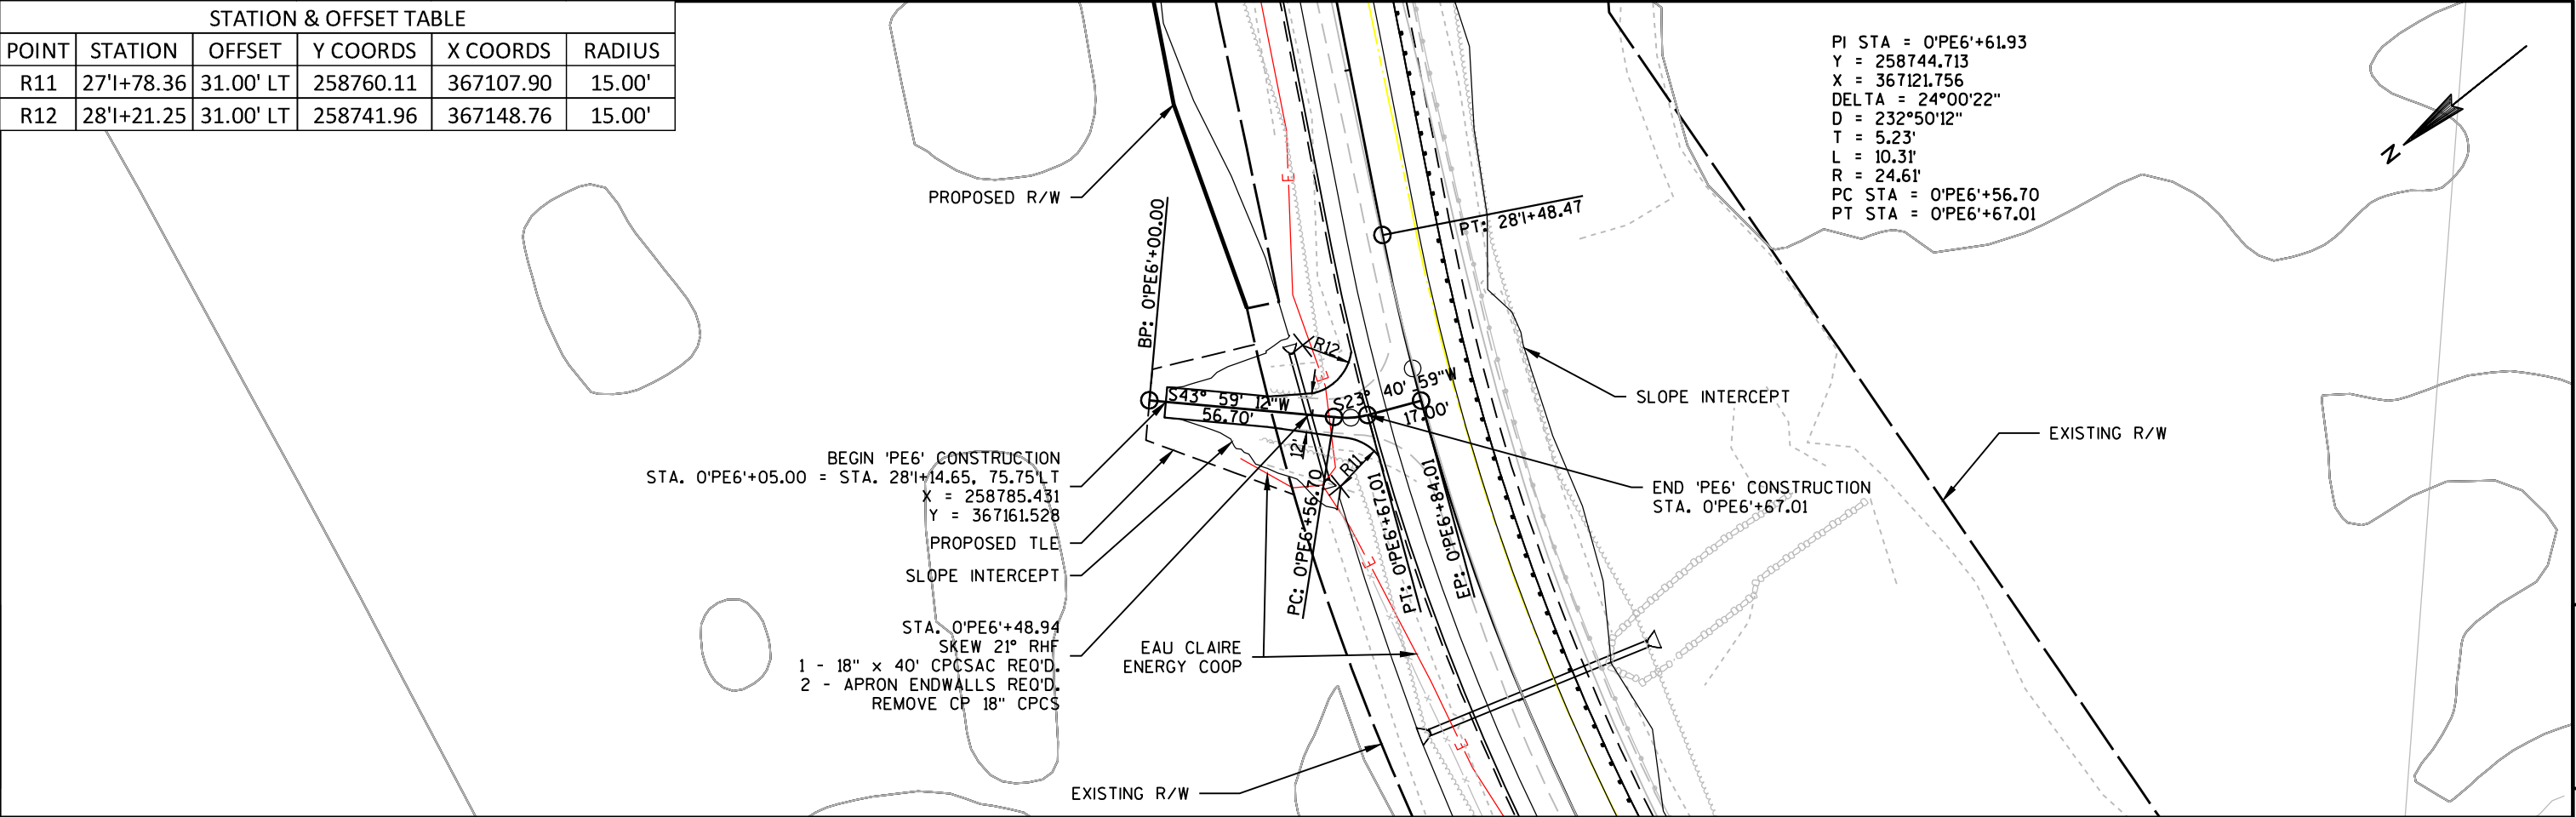 STATION & OFFSET TABLE
POINT STATION OFFSET Y COORDS X COORDS RADIUS
R11 27'I+78.36 31.00' LT 258760.11 367107.90 15.00'
R12 28'I+21.25 31.00' LT 258741.96 367148.76 15.00'
PI STA = 0'PE6'+61.93
Y = 258744.713
X = 367121.756
DELTA = 24°00'22"
D = 232°50'12"
T = 5.23'
L = 10.31'
R = 24.61'
PC STA = 0'PE6'+56.70
PT STA = 0'PE6'+67.01
N
PROPOSED R/W
E
BP: 0'PE6'+00.00
PT: 28'I+48.47
R12
E
S43° 59' 12"W
56.70'
S23° 40' 59"W
17.00'
12'
R11
SLOPE INTERCEPT
EXISTING R/W
BEGIN 'PE6' CONSTRUCTION
STA. 0'PE6'+05.00 = STA. 28'I+14.65, 75.75'LT
X = 258785.431
Y = 367161.528
END 'PE6' CONSTRUCTION
STA. 0'PE6'+67.01
PC: 0'PE6'+56.70
PT: 0'PE6'+67.01
EP: 0'PE6'+84.01
PROPOSED TLE
SLOPE INTERCEPT
E
STA. 0'PE6'+48.94
SKEW 21° RHF
1 - 18" x 40' CPCSAC REQ'D.
2 - APRON ENDWALLS REQ'D.
REMOVE CP 18" CPCS
EAU CLAIRE
ENERGY COOP
E
EXISTING R/W